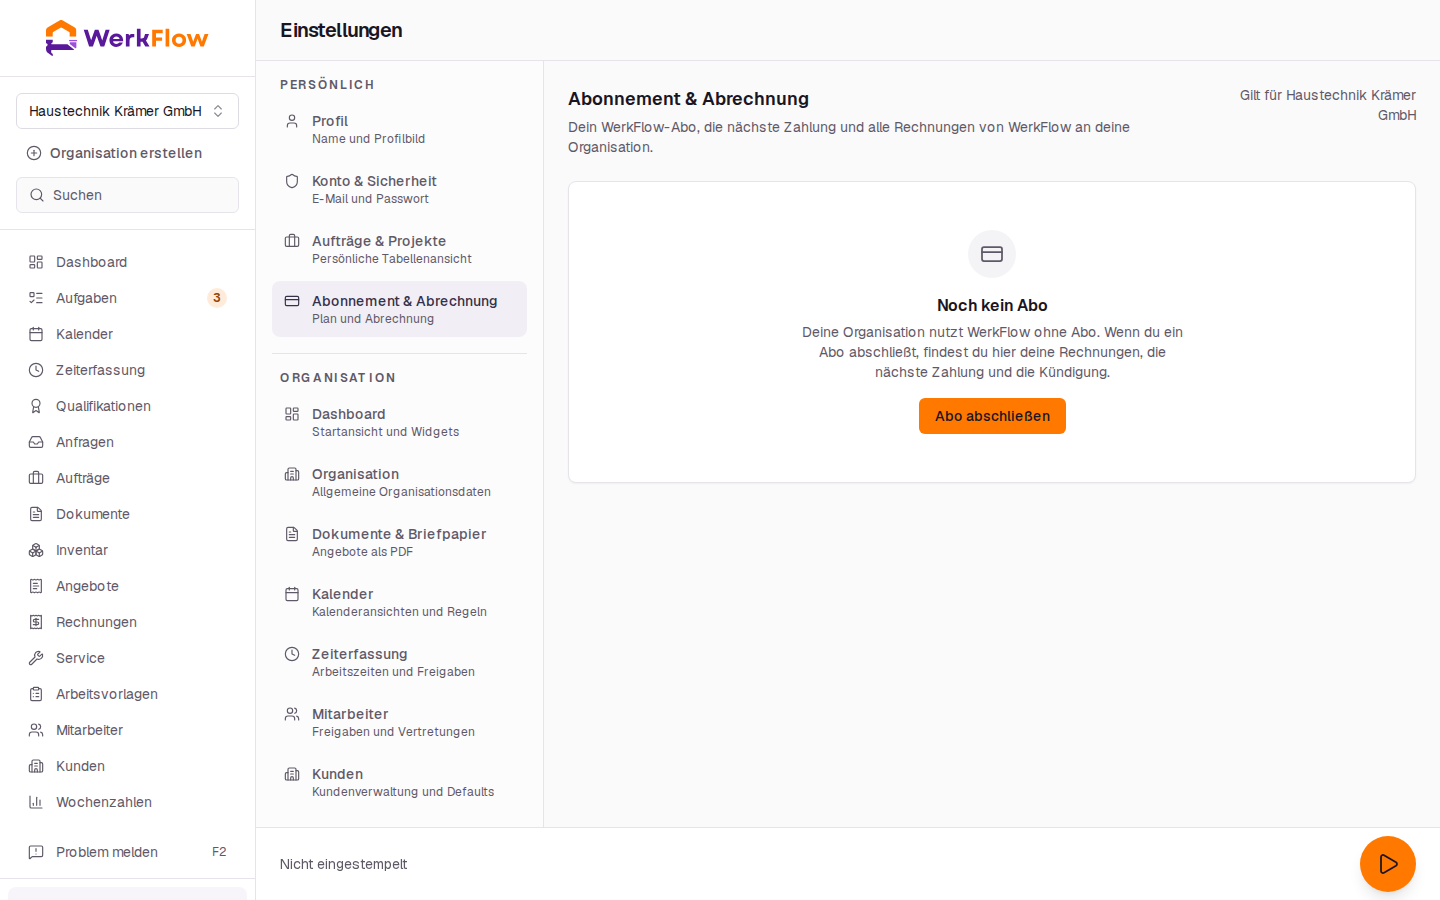 WerkFlow
Haustechnik Krämer GmbH
Organisation erstellen
Suchen
Dashboard
Aufgaben 3
Kalender
Zeiterfassung
Qualifikationen
Anfragen
Aufträge
Dokumente
Inventar
Angebote
Rechnungen
Service
Arbeitsvorlagen
Mitarbeiter
Kunden
Wochenzahlen
Problem melden F2
Einstellungen
PERSÖNLICH
Profil
Name und Profilbild
Konto & Sicherheit
E-Mail und Passwort
Aufträge & Projekte
Persönliche Tabellenansicht
Abonnement & Abrechnung
Plan und Abrechnung
ORGANISATION
Dashboard
Startansicht und Widgets
Organisation
Allgemeine Organisationsdaten
Dokumente & Briefpapier
Angebote als PDF
Kalender
Kalenderansichten und Regeln
Zeiterfassung
Arbeitszeiten und Freigaben
Mitarbeiter
Freigaben und Vertretungen
Kunden
Kundenverwaltung und Defaults
Abonnement & Abrechnung
Dein WerkFlow-Abo, die nächste Zahlung und alle Rechnungen von WerkFlow an deine
Organisation.
Gilt für Haustechnik Krämer
GmbH
Noch kein Abo
Deine Organisation nutzt WerkFlow ohne Abo. Wenn du ein
Abo abschließt, findest du hier deine Rechnungen, die
nächste Zahlung und die Kündigung.
Abo abschließen
Nicht eingestempelt